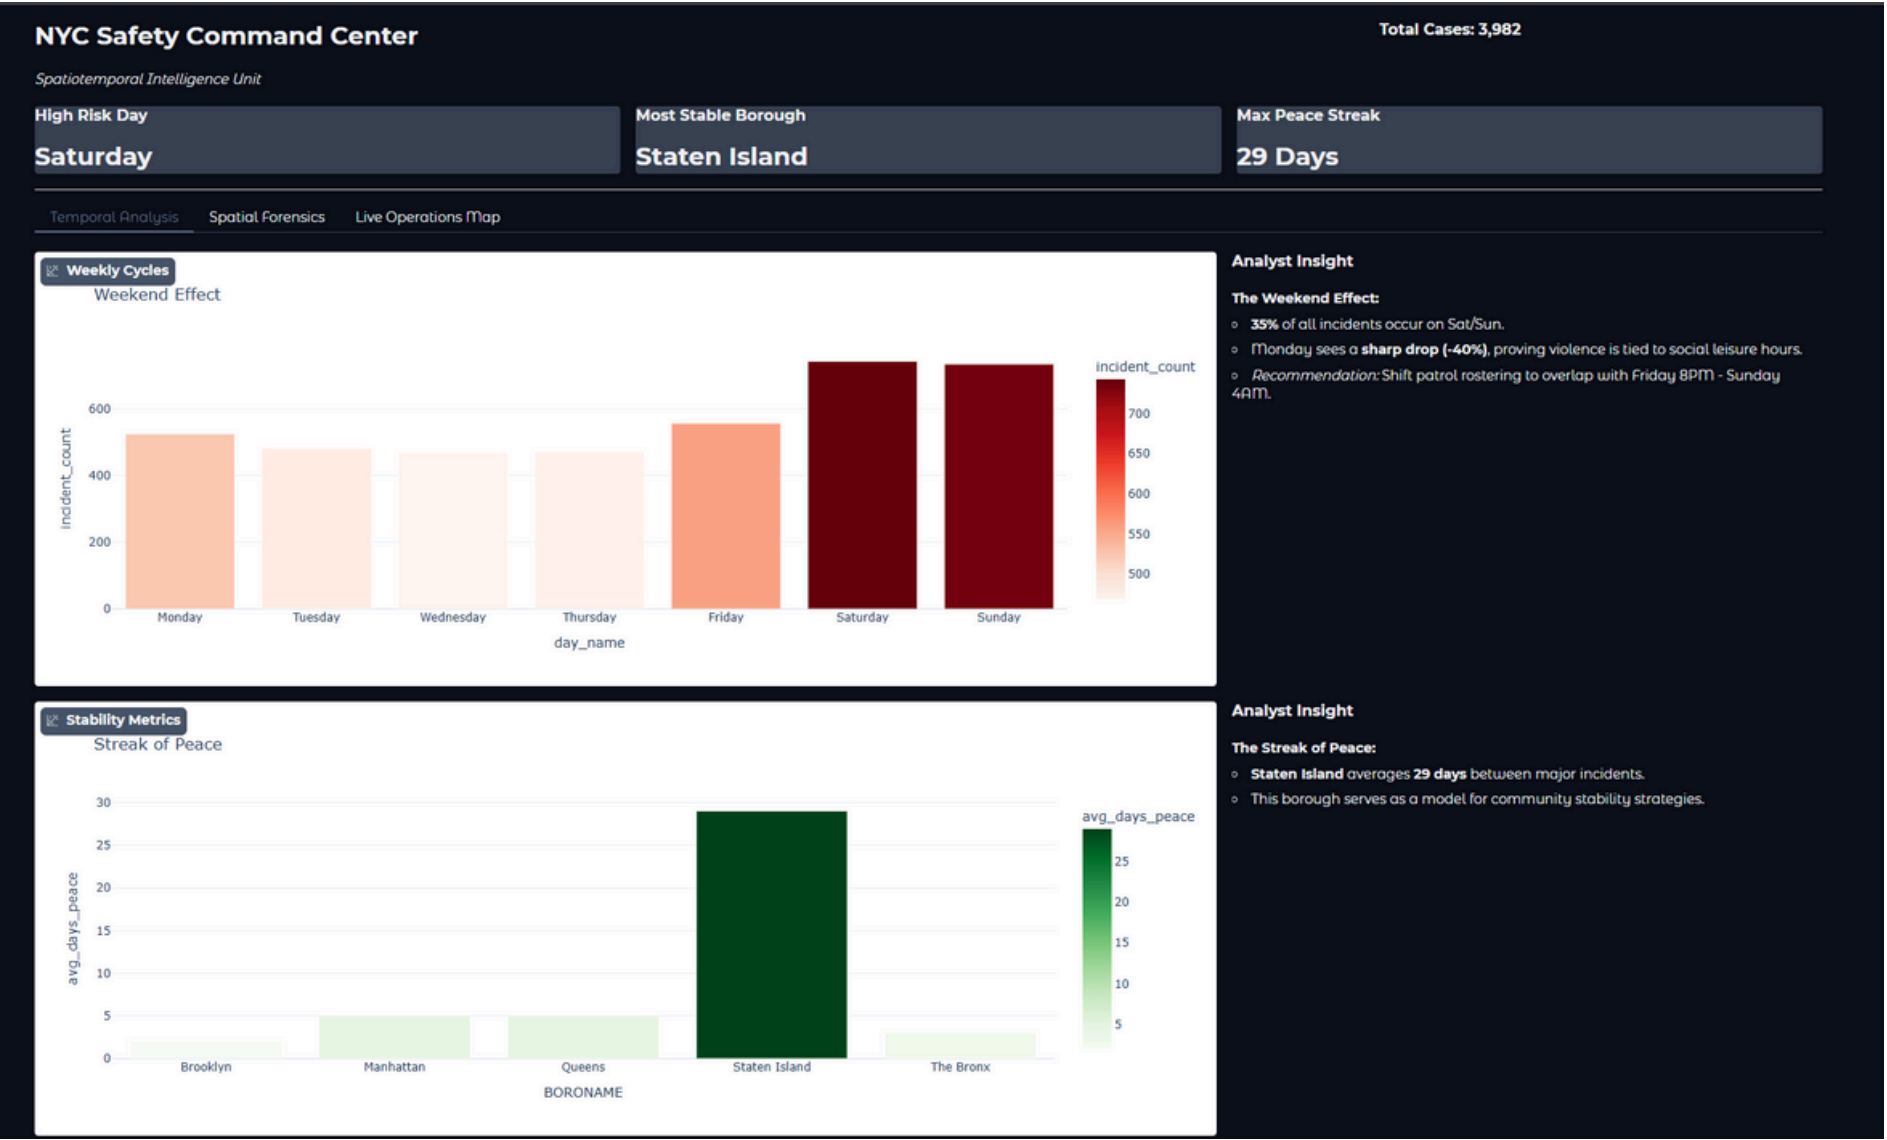 NYC Safety Command Center
Total Cases: 3,982
Spatiotemporal Intelligence Unit
High Risk Day
Saturday
Most Stable Borough
Staten Island
Max Peace Streak
29 Days
Temporal Analysis
Spatial Forensics
Live Operations Map
Weekly Cycles
Weekend Effect
incident_count
600
400
200
0
Monday
Tuesday
Wednesday
Thursday
Friday
Saturday
Sunday
day_name
incident_count
700
650
600
550
500
Analyst Insight
The Weekend Effect:
35% of all incidents occur on Sat/Sun.
Monday sees a sharp drop (-40%), proving violence is tied to social leisure hours.
Recommendation: Shift patrol rostering to overlap with Friday 8PM - Sunday
4AM.
Stability Metrics
Streak of Peace
avg_days_peace
30
25
20
15
10
5
0
Brooklyn
Manhattan
Queens
Staten Island
The Bronx
BORONAME
avg_days_peace
25
20
15
10
5
Analyst Insight
The Streak of Peace:
Staten Island averages 29 days between major incidents.
This borough serves as a model for community stability strategies.